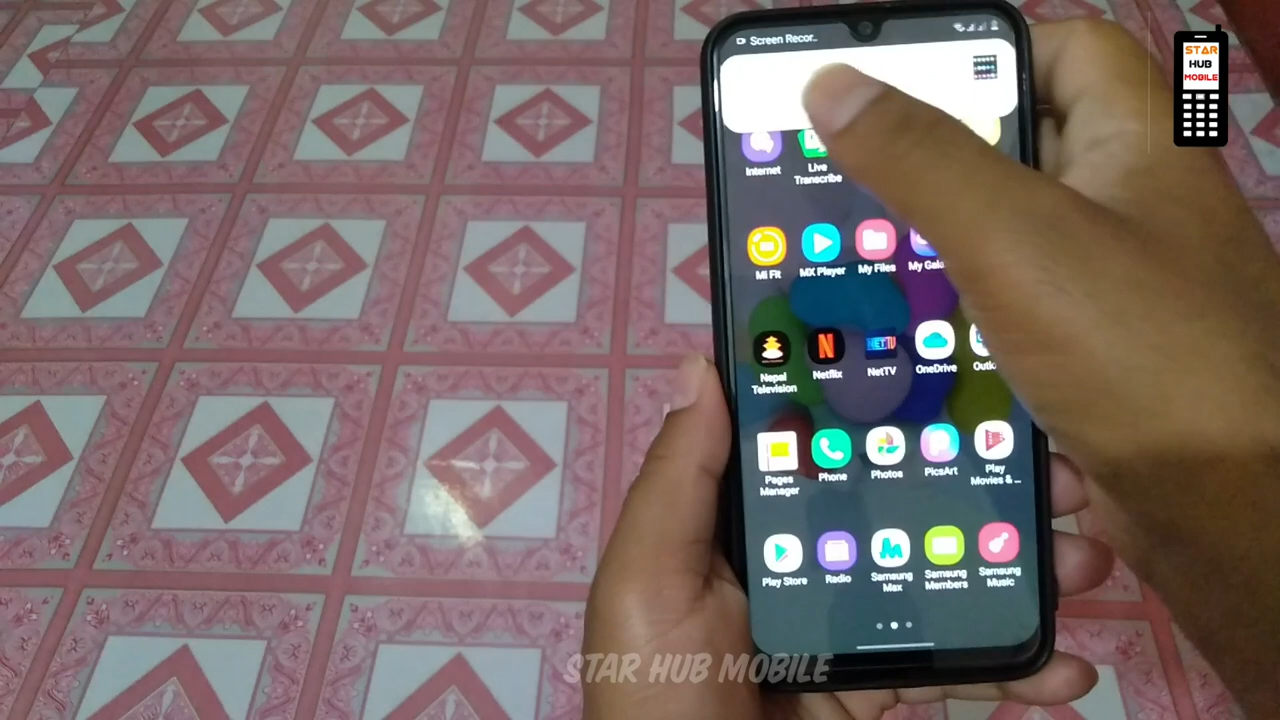 STAR
HUB
MOBILE
Screen Recor..
Internet
Live
Transcribe
Mi Fit
MX Player
My Files
My Gala
Nepal
Television
Netflix
NetTV
NETTV
OneDrive
Outlo
Pages
Manager
Phone
Photos
PicsArt
Play
Movies & ...
Play Store
Radio
Samsung
Max
Samsung
Members
Samsung
Music
STAR HUB MOBILE